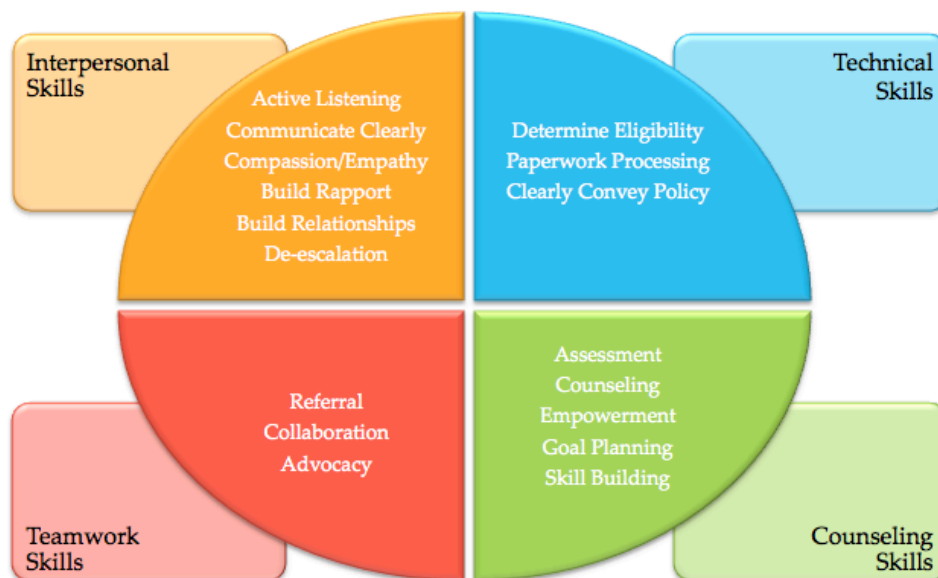 Interpersonal
Skills
Active Listening
Communicate Clearly
Compassion/Empathy
Build Rapport
Build Relationships
De-escalation
Technical
Skills
Determine Eligibility
Paperwork Processing
Clearly Convey Policy
Teamwork
Skills
Referral
Collaboration
Advocacy
Assessment
Counseling
Empowerment
Goal Planning
Skill Building
Counseling
Skills